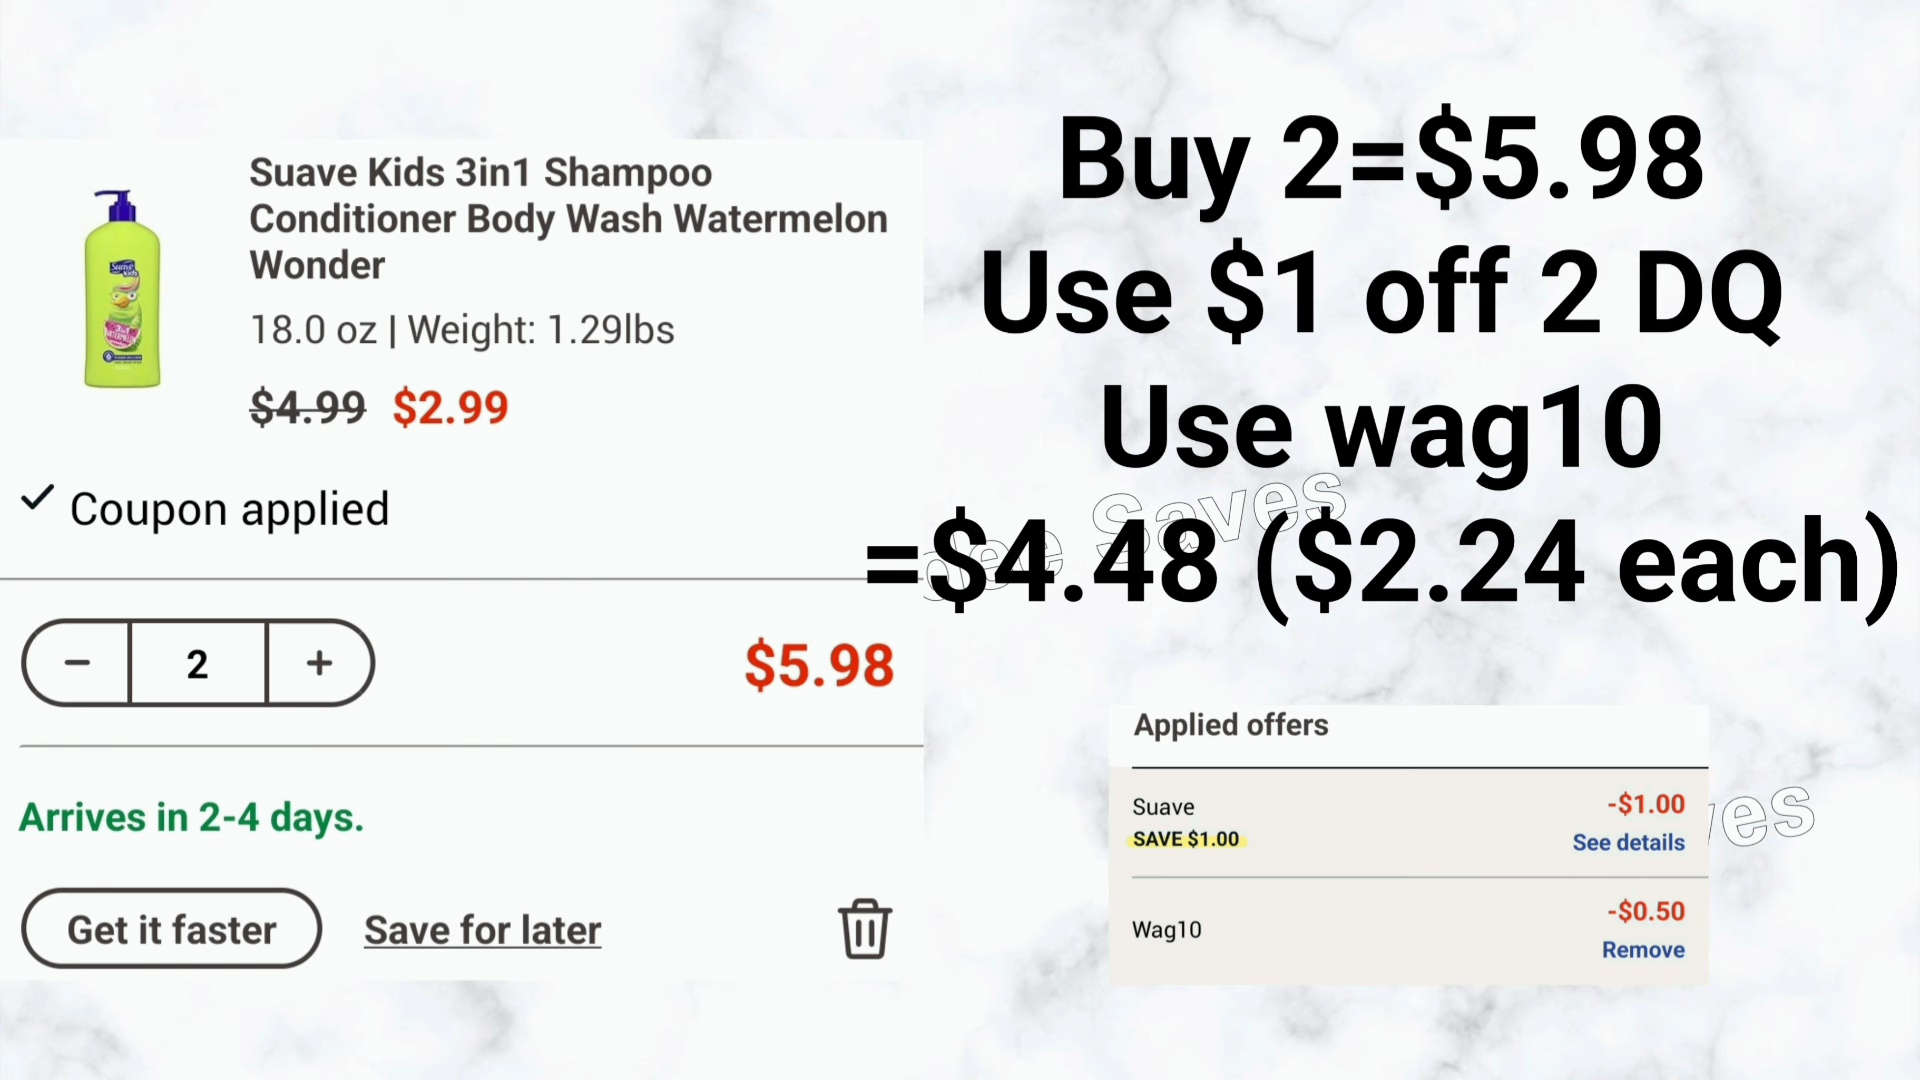 Suave Kids 3in1 Shampoo
Conditioner Body Wash Watermelon
Wonder
18.0 oz | Weight: 1.29lbs
$4.99 $2.99
Coupon applied
2
$5.98
Arrives in 2-4 days.
Get it faster Save for later
Buy 2=$5.98
Use $1 off 2 DQ
Use wag10
=$4.48 ($2.24 each)
Saves
Applied offers
Suave -$1.00
SAVE $1.00 See details
Wag10 -$0.50
Remove
Suave
kids